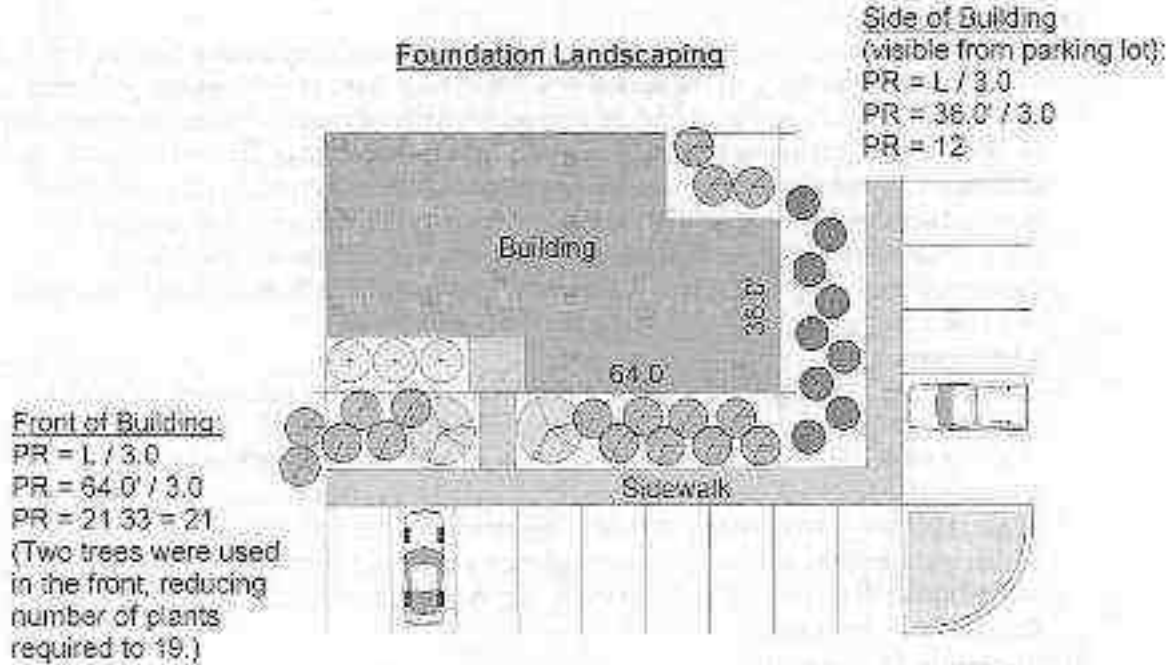 Foundation Landscaping
Side of Building
(visible from parking lot):
PR = L / 3.0
PR = 36.0' / 3.0
PR = 12
Building
36.0'
64.0'
Sidewalk
Front of Building:
PR = L / 3.0
PR = 64.0' / 3.0
PR = 21.33 = 21
(Two trees were used
in the front, reducing
number of plants
required to 19.)